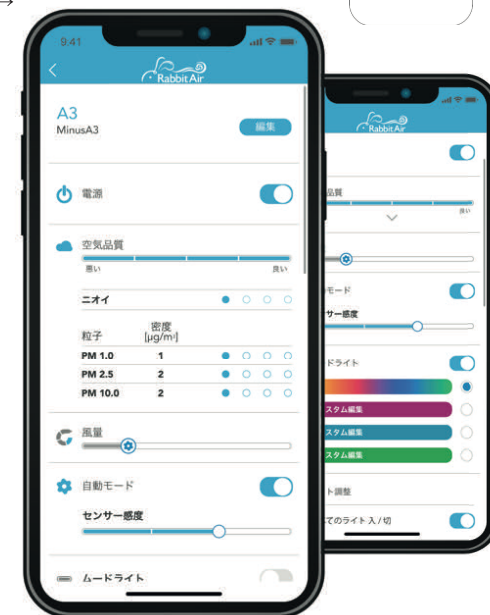 →
9:41
RabbitAir
A3
MinusA3
編集
電源
空気品質
悪い
良い
ニオイ
粒子
密度
[μg/m³]
PM 1.0 1
PM 2.5 2
PM 10.0 2
風量
自動モード
センサー感度
ムードライト
RabbitAir
品質
良い
モード
サー感度
ドライト
スタム編集
スタム編集
スタム編集
ト調整
てのライト 入 / 切